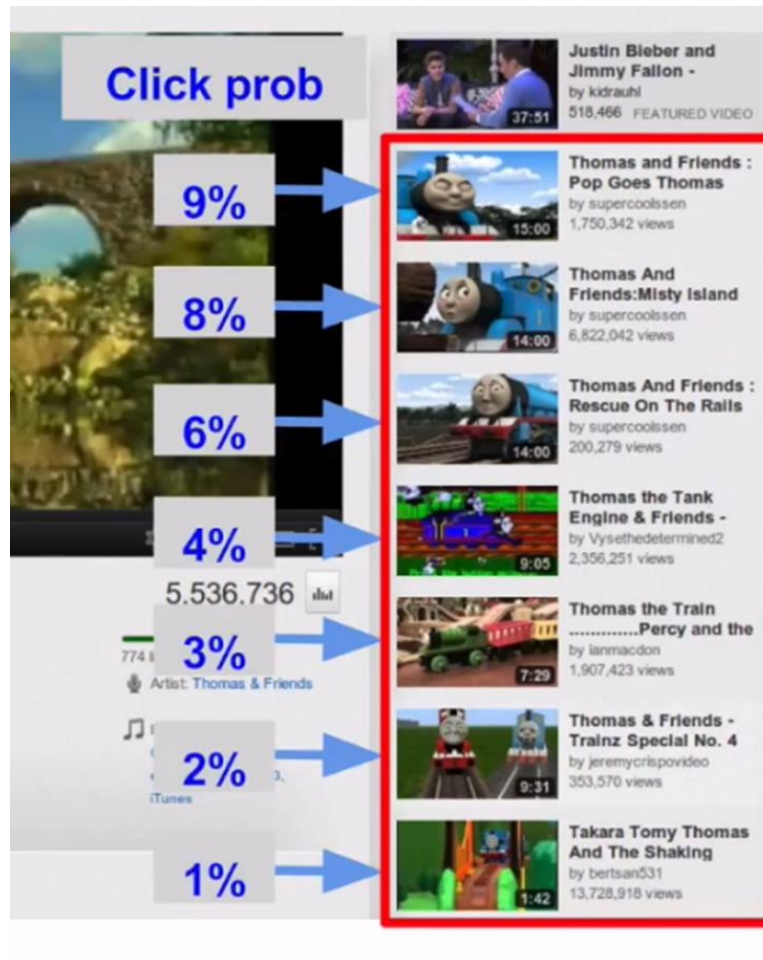 Click prob
Justin Bieber and
Jimmy Fallon -
by kidrauhl
518,466 FEATURED VIDEO
37:51
9%
Thomas and Friends :
Pop Goes Thomas
by supercoolssen
1,750,342 views
15:00
8%
Thomas And
Friends:Misty Island
by supercoolssen
6,822,042 views
14:00
6%
Thomas And Friends :
Rescue On The Rails
by supercoolssen
200,279 views
14:00
4%
Thomas the Tank
Engine & Friends -
by Vysethedetermined2
2,356,251 views
9:05
5,536,736
3%
774
Artist: Thomas & Friends
Thomas the Train
.............Percy and the
by ianmacdon
1,907,423 views
7:29
2%
iTunes
Thomas & Friends -
Trainz Special No. 4
by jeremycrispovideo
353,570 views
9:31
1%
Takara Tomy Thomas
And The Shaking
by bertsan531
13,728,918 views
1:42